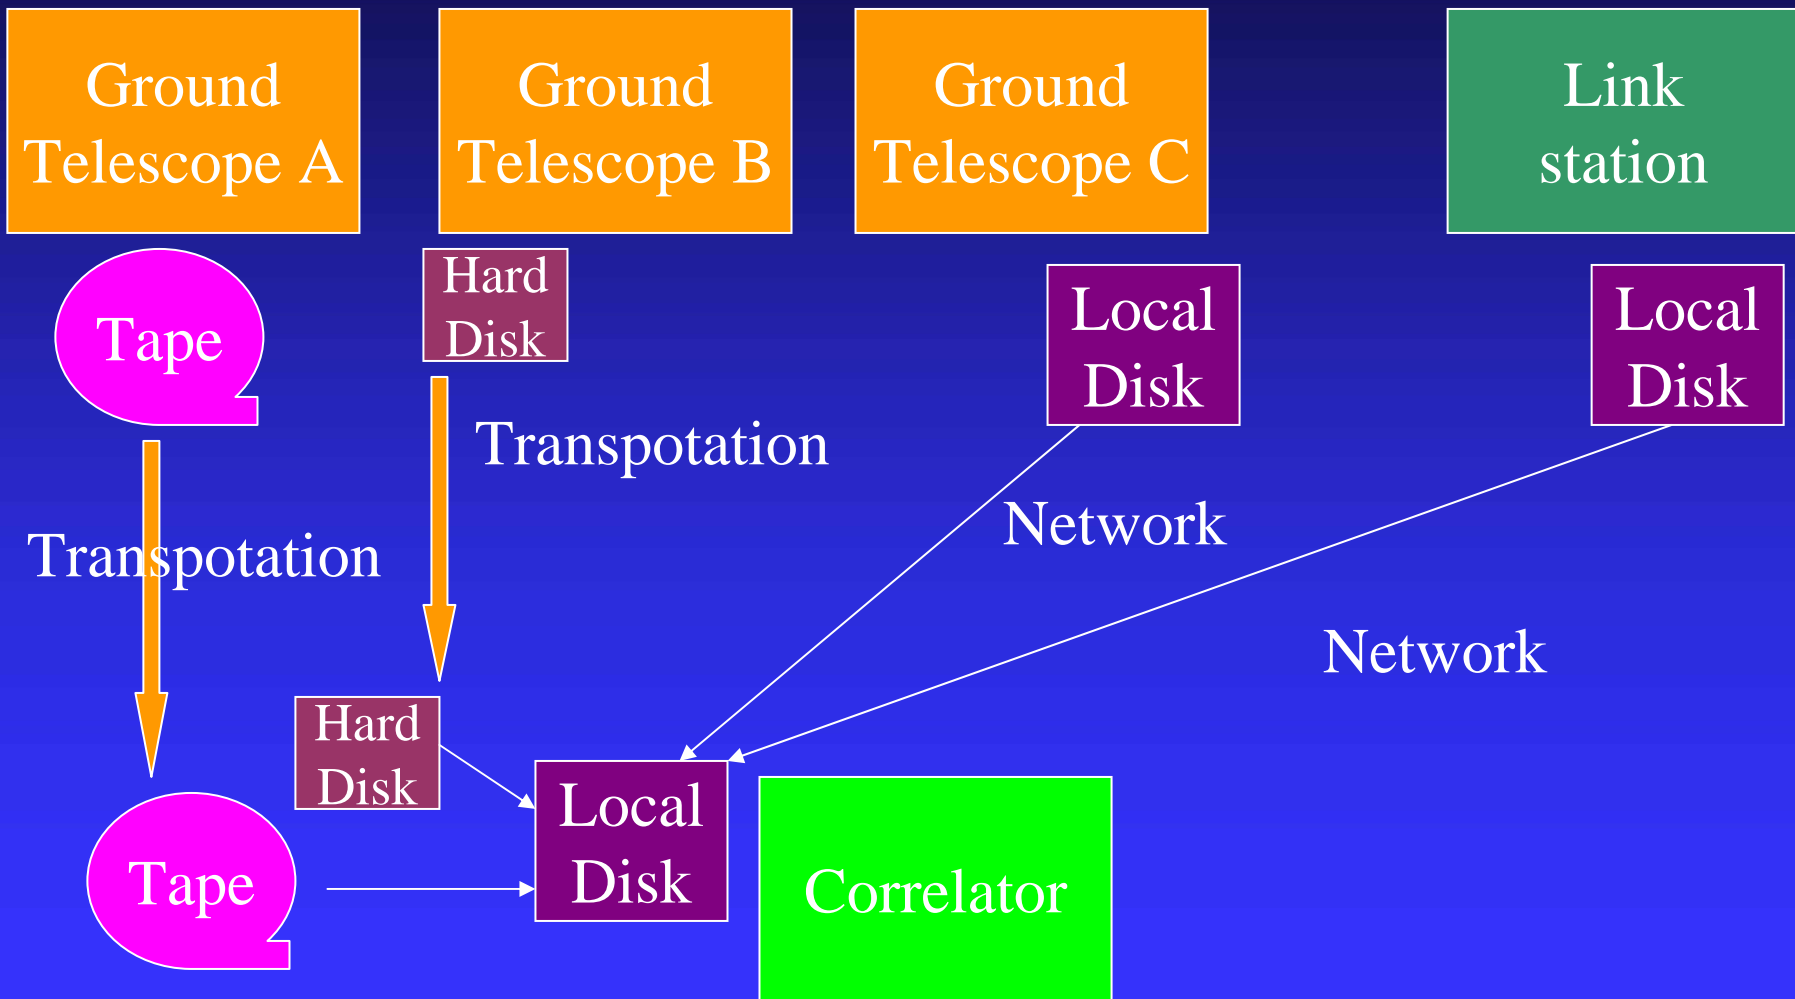 Ground
Telescope A
Ground
Telescope B
Ground
Telescope C
Link
station
Tape
Hard
Disk
Local
Disk
Local
Disk
Transpotation
Transpotation
Network
Network
Hard
Disk
Tape
Local
Disk
Correlator